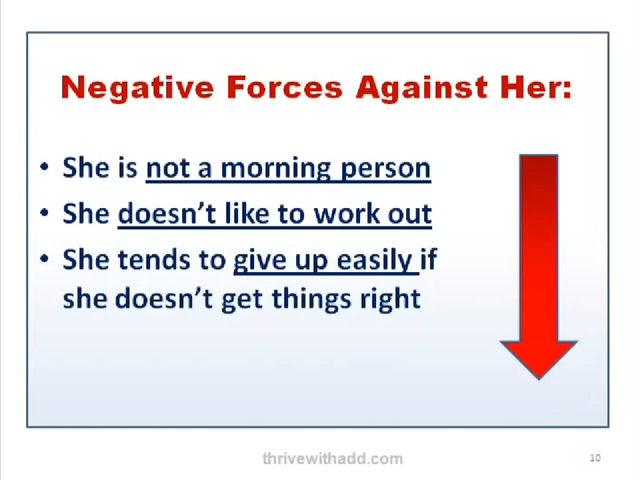 Negative Forces Against Her:
• She is not a morning person
• She doesn't like to work out
• She tends to give up easily if
she doesn't get things right
thrivewithadd.com
10